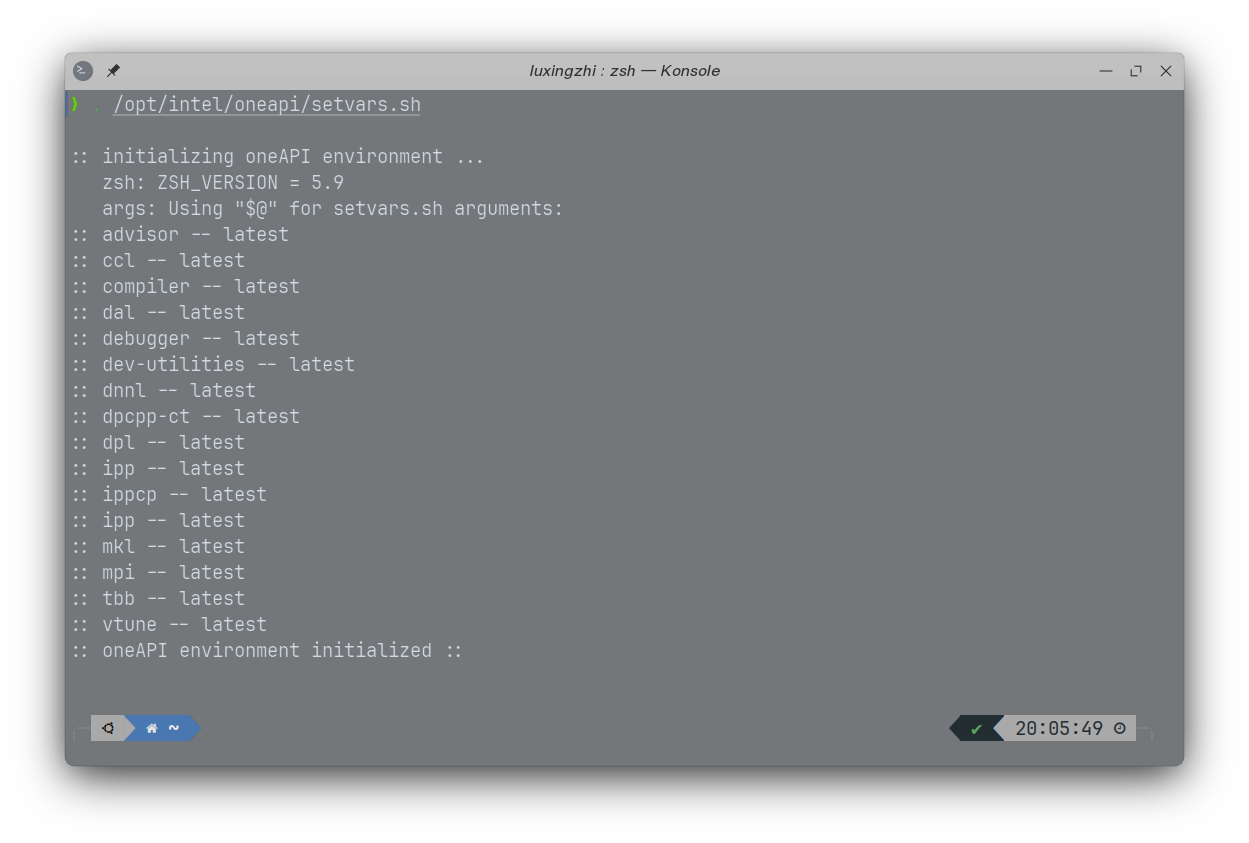 luxingzhi : zsh — Konsole
❯ . /opt/intel/oneapi/setvars.sh
:: initializing oneAPI environment ...
   zsh: ZSH_VERSION = 5.9
   args: Using "$@" for setvars.sh arguments:
:: advisor -- latest
:: ccl -- latest
:: compiler -- latest
:: dal -- latest
:: debugger -- latest
:: dev-utilities -- latest
:: dnnl -- latest
:: dpcpp-ct -- latest
:: dpl -- latest
:: ipp -- latest
:: ippcp -- latest
:: ipp -- latest
:: mkl -- latest
:: mpi -- latest
:: tbb -- latest
:: vtune -- latest
:: oneAPI environment initialized ::
~ ✔ 20:05:49